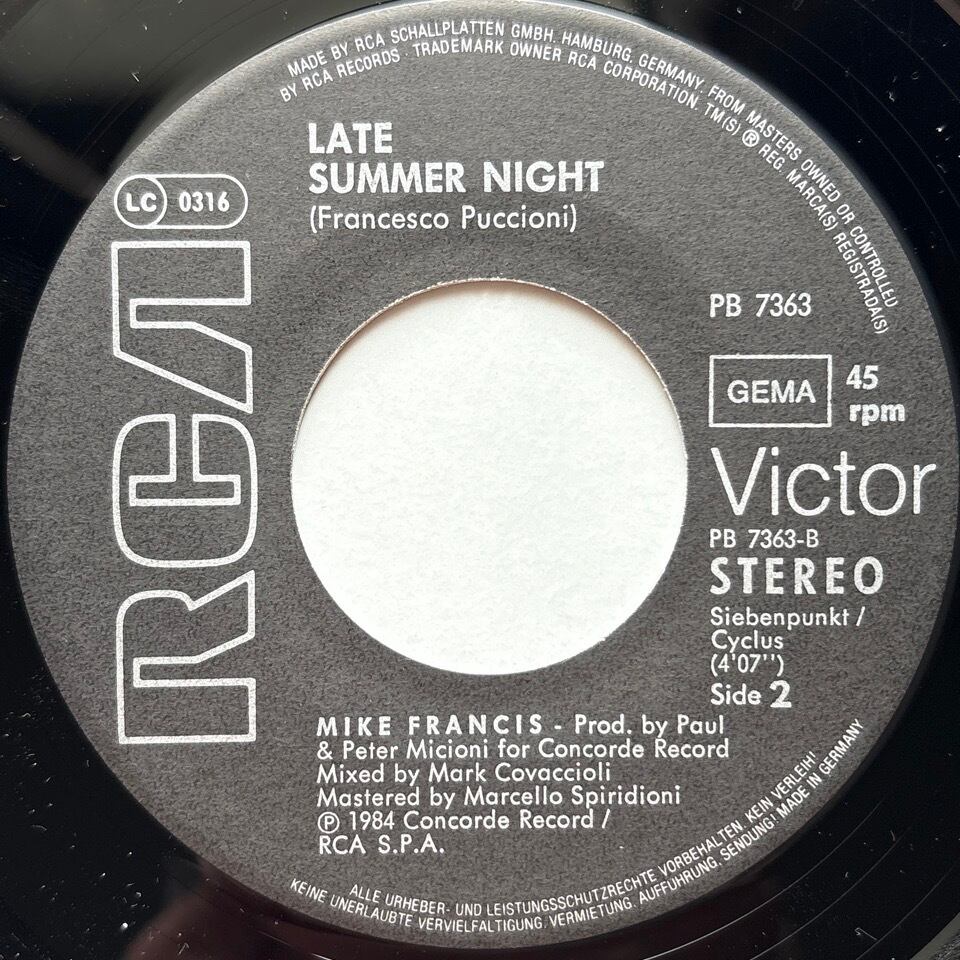 MADE BY RCA SCHALLPLATTEN GMBH. HAMBURG, GERMANY, FROM MASTERS OWNED OR CONTROLLED
BY RCA RECORDS · TRADEMARK OWNER RCA CORPORATION. TM(S) ® REG. MARCA(S) REGISTRADA(S)
LATE
SUMMER NIGHT
(Francesco Puccioni)
LC 0316
RCA
PB 7363
GEMA
45
rpm
Victor
PB 7363-B
STEREO
Siebenpunkt /
Cyclus
(4'07'')
Side 2
MIKE FRANCIS - Prod. by Paul
& Peter Micioni for Concorde Record
Mixed by Mark Covaccioli
Mastered by Marcello Spiridioni
℗ 1984 Concorde Record /
RCA S.P.A.
ALLE URHEBER- UND LEISTUNGSSCHUTZRECHTE VORBEHALTEN. KEIN VERLEIH!
KEINE UNERLAUBTE VERVIELFALTIGUNG. VERMIETUNG. AUFFUHRUNG. SENDUNG! MADE IN GERMANY